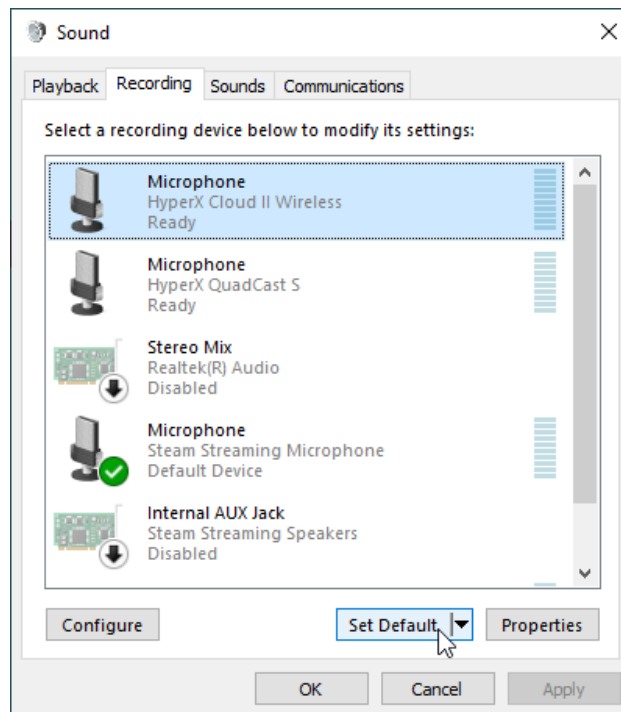 Sound
Playback Recording Sounds Communications
Select a recording device below to modify its settings:
Microphone
HyperX Cloud II Wireless
Ready
Microphone
HyperX QuadCast S
Ready
Stereo Mix
Realtek(R) Audio
Disabled
Microphone
Steam Streaming Microphone
Default Device
Internal AUX Jack
Steam Streaming Speakers
Disabled
Configure Set Default Properties
OK Cancel Apply